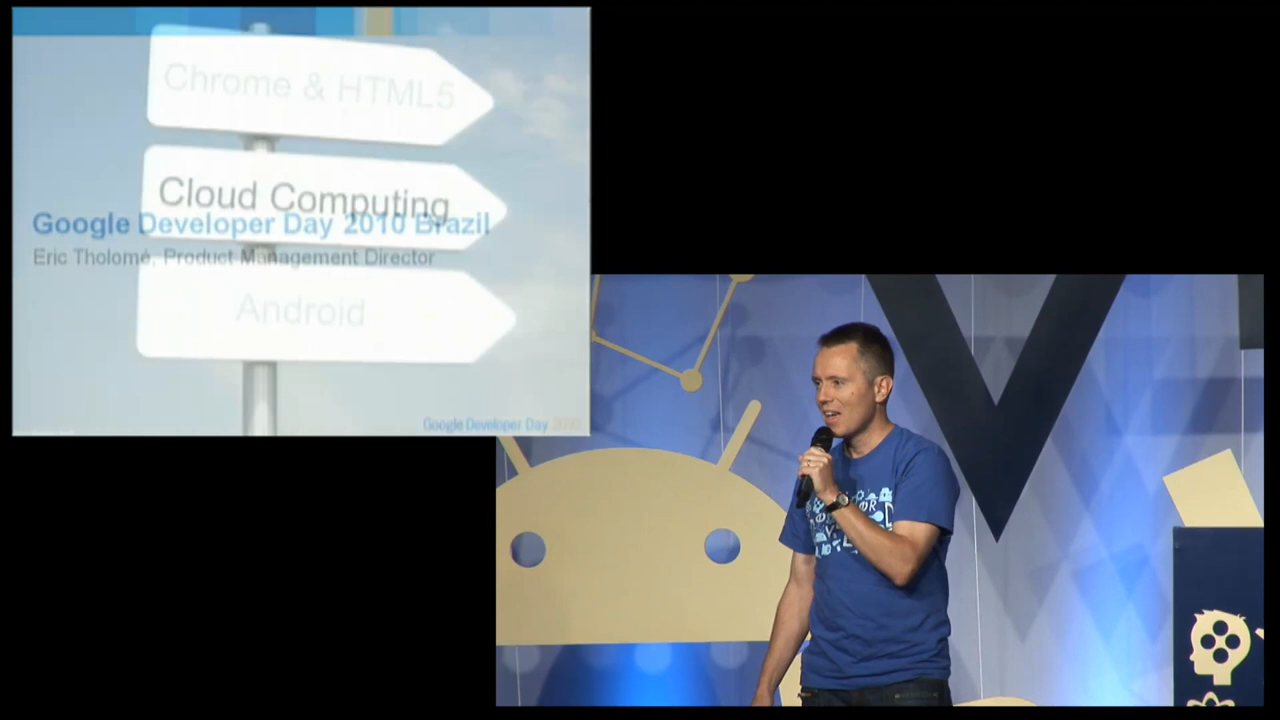 Chrome & HTML5
Cloud Computing
Google Developer Day 2010 Brazil
Eric Tholomé, Product Management Director
Android
Google Developer Day 2010